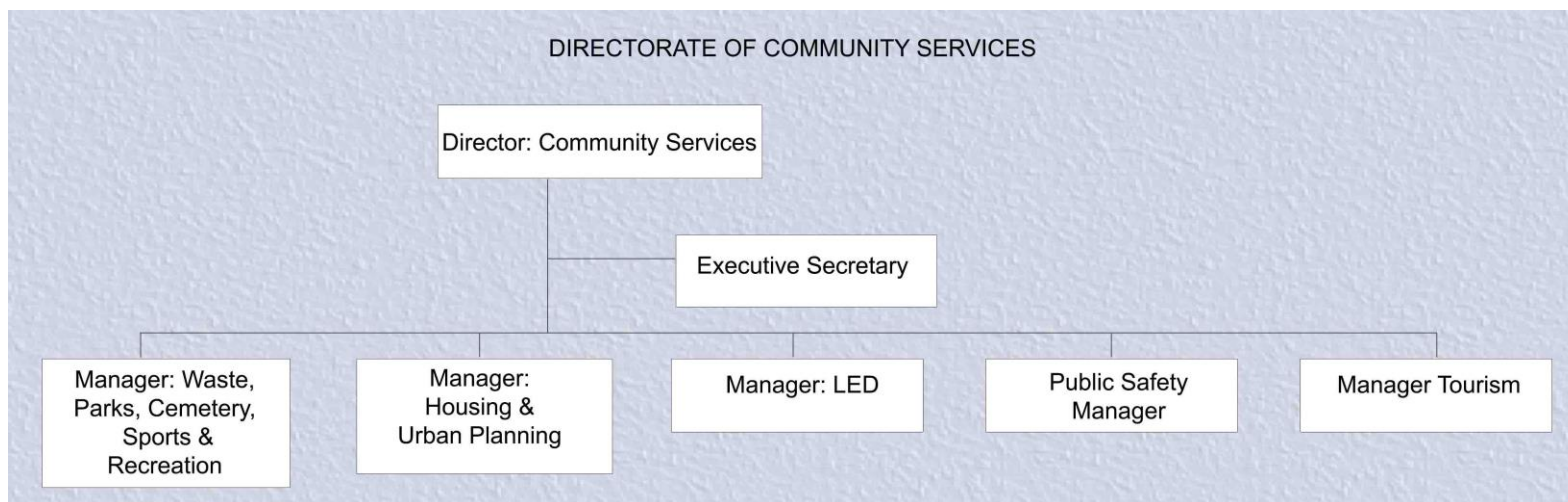 DIRECTORATE OF COMMUNITY SERVICES
Director: Community Services
Executive Secretary
Manager: Waste,
Parks, Cemetery,
Sports &
Recreation
Manager:
Housing &
Urban Planning
Manager: LED
Public Safety
Manager
Manager Tourism